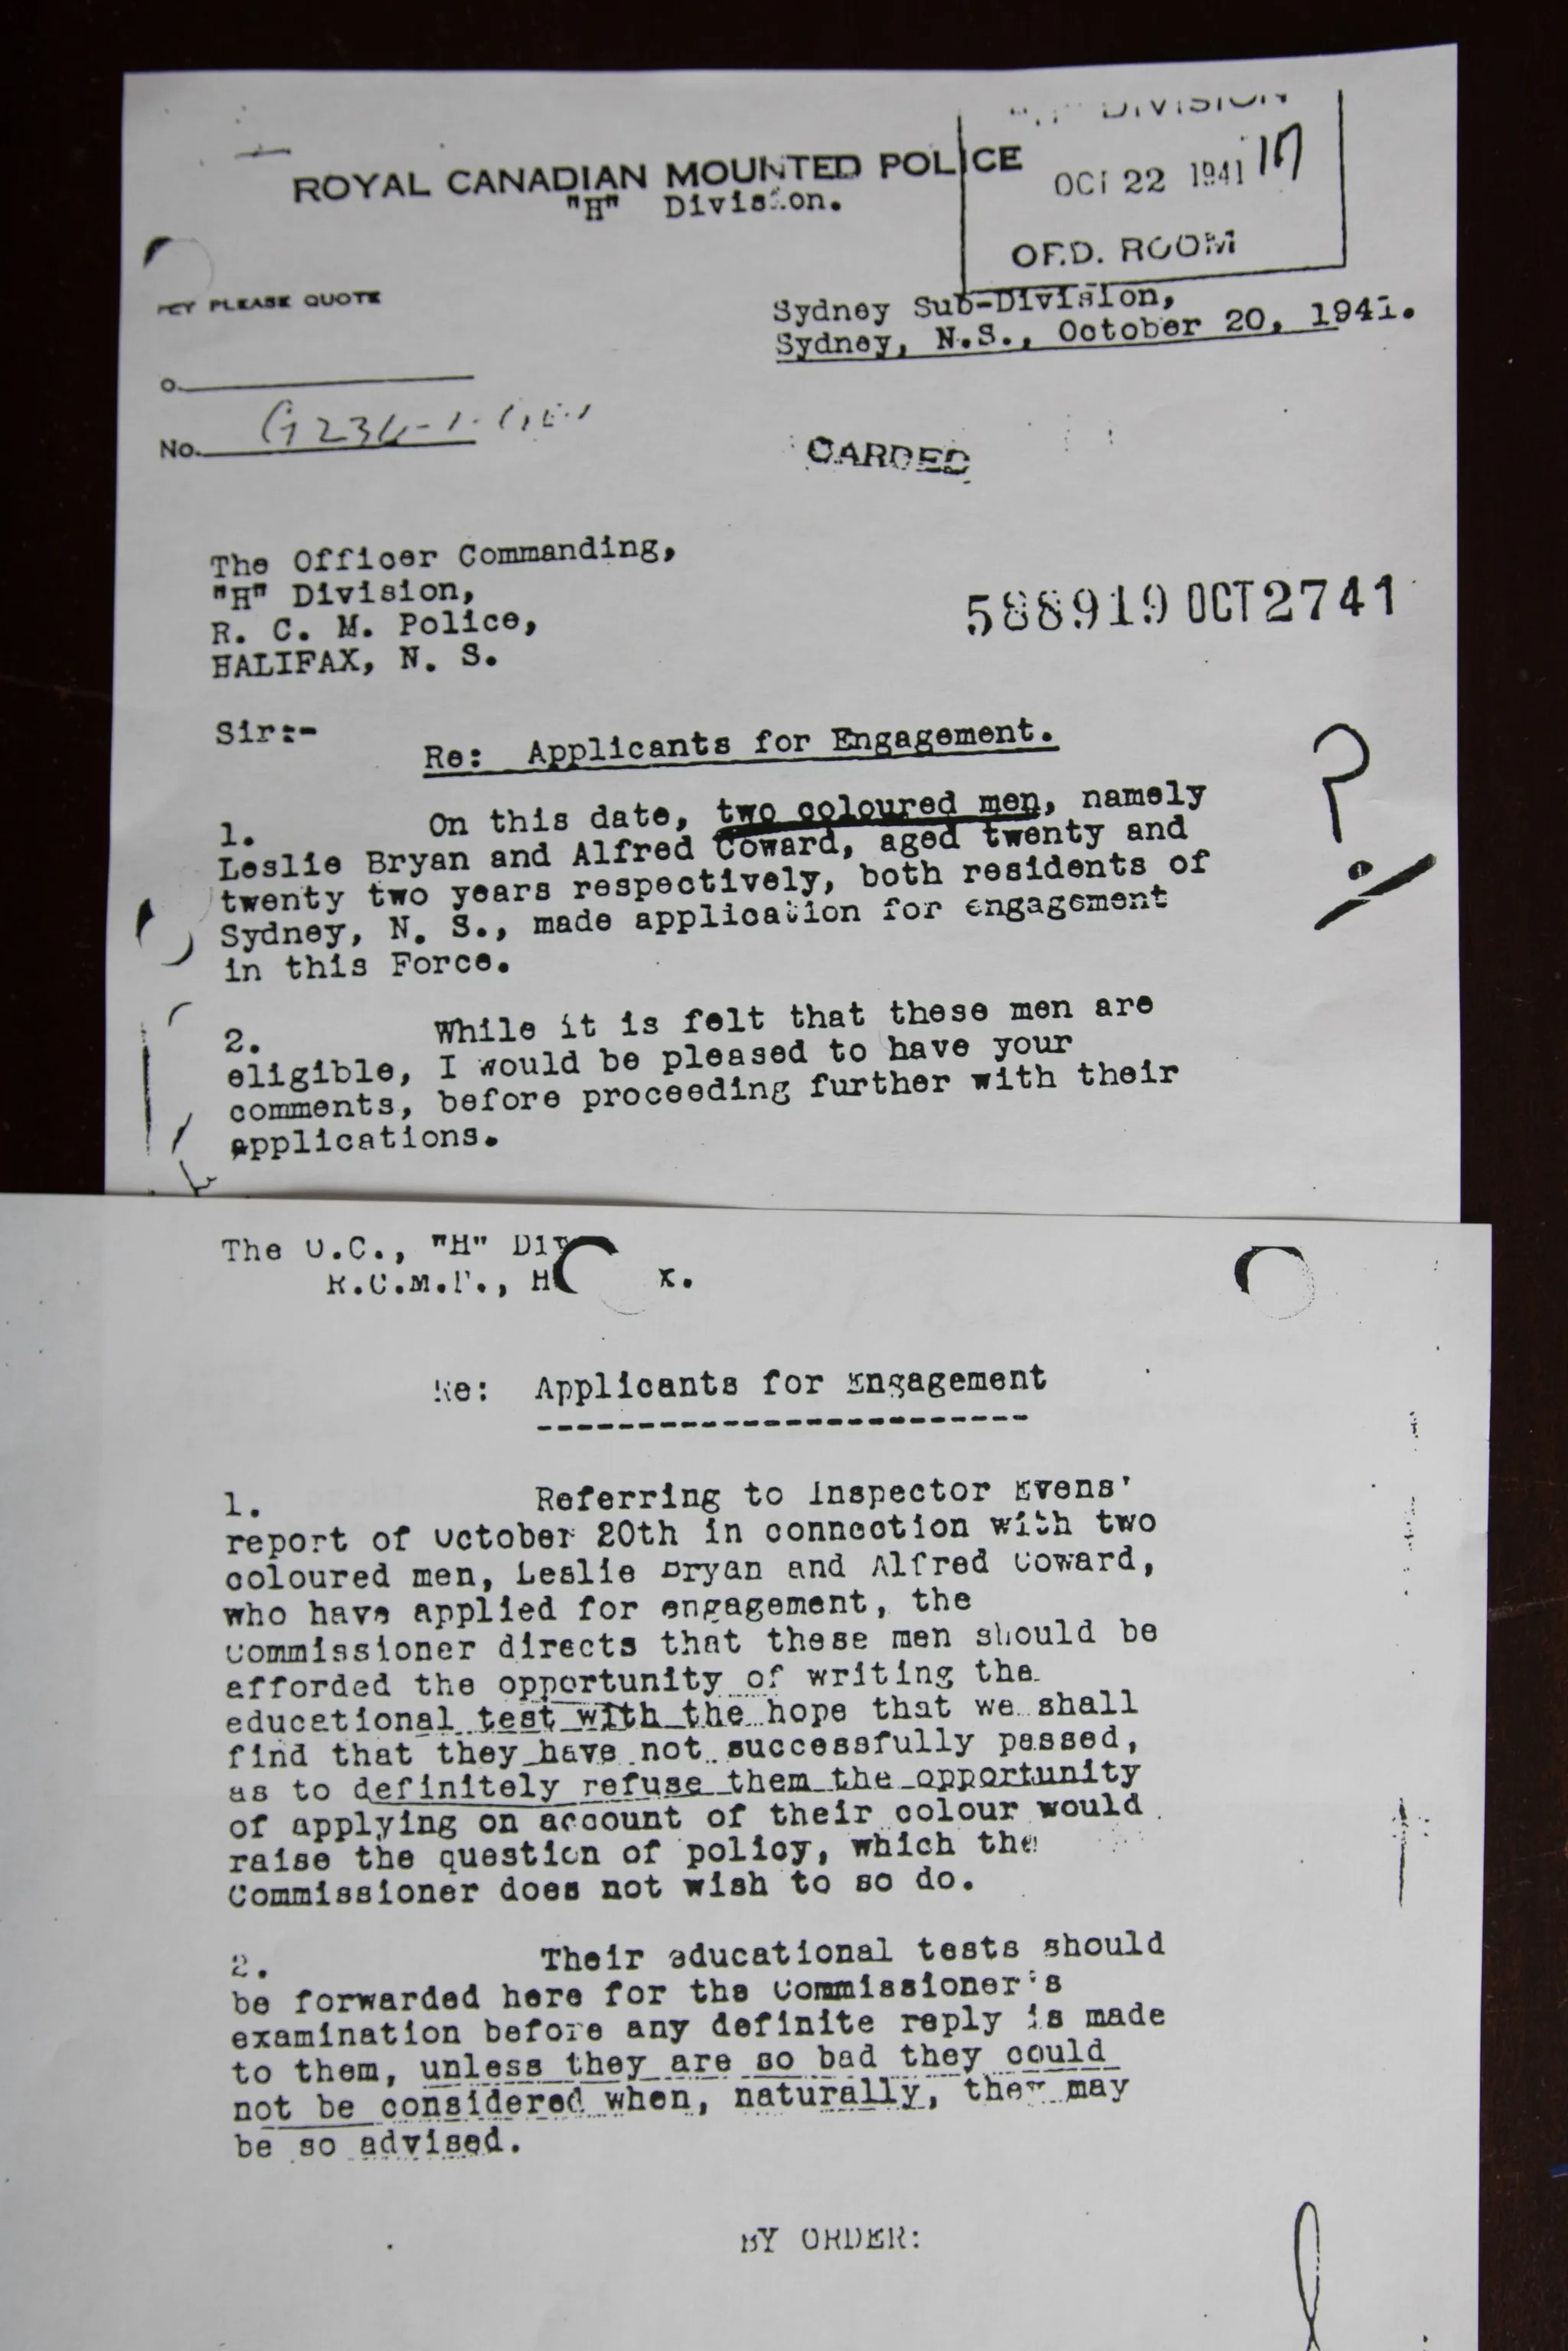 DIVISION
ROYAL CANADIAN MOUNTED POLICE
OCT 22 1941
"H" Division.
ROOM
PLEASE QUOTE
Sydney Sub-Division,
Sydney, N.S., October 20, 1941.
No.
CARDED
The Officer Commanding,
"H" Division,
R. C. M. Police,
HALIFAX, N. S.
588919 OCT 27 41
Sir:-
Re: Applicants for Engagement.
?
1. On this date, two coloured men, namely
Leslie Bryan and Alfred Coward, aged twenty and
twenty two years respectively, both residents of
Sydney, N. S., made application for engagement
in this Force.
2. While it is felt that these men are
eligible, I would be pleased to have your
comments, before proceeding further with their
applications.
The O.C., "H" Div
R.C.M.P., H x.
Re: Applicants for Engagement
1. Referring to Inspector Evens'
report of October 20th in connection with two
coloured men, Leslie Bryan and Alfred Coward,
who have applied for engagement, the
Commissioner directs that these men should be
afforded the opportunity of writing the
educational test with the hope that we shall
find that they have not successfully passed,
as to definitely refuse them the opportunity
of applying on account of their colour would
raise the question of policy, which the
Commissioner does not wish to so do.
2. Their educational tests should
be forwarded here for the Commissioner's
examination before any definite reply is made
to them, unless they are so bad they could
not be considered when, naturally, they may
be so advised.
BY ORDER: